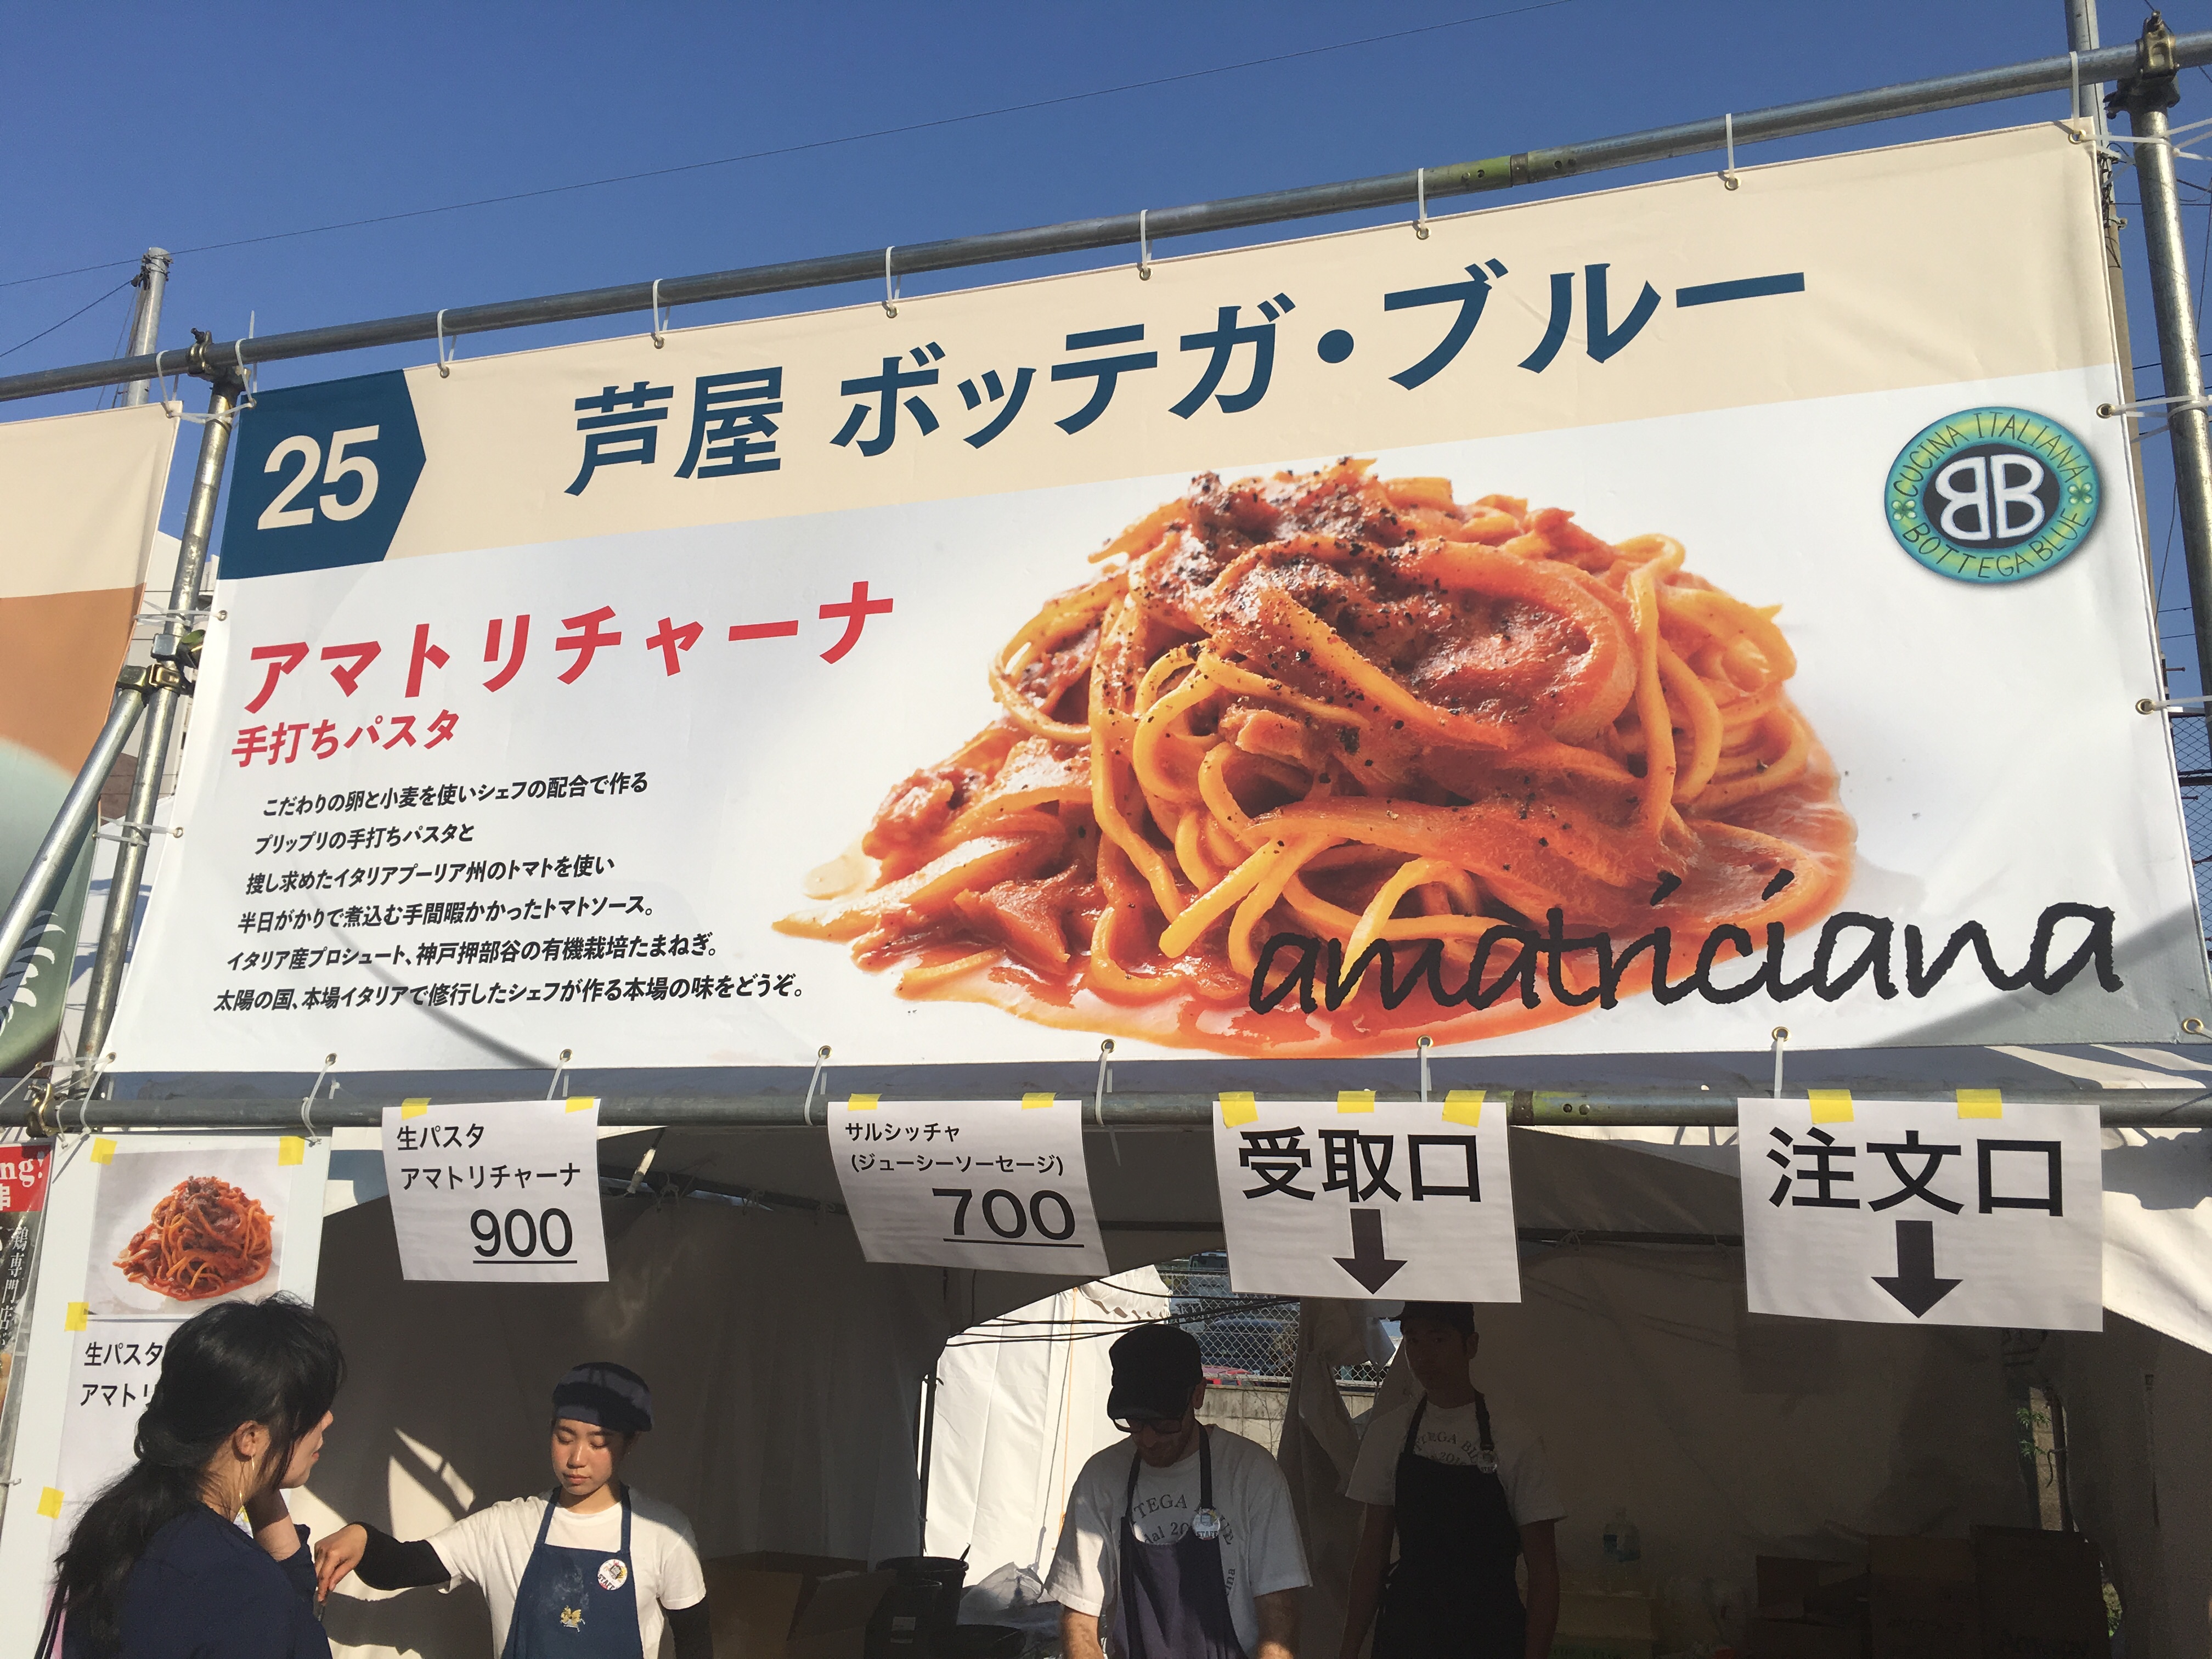 25
芦屋 ボッテガ・ブルー
CUCINA ITALIANA
BB
BOTTEGA BLUE
アマトリチャーナ
手打ちパスタ
こだわりの卵と小麦を使いシェフの配合で作る
プリップリの手打ちパスタと
捜し求めたイタリアプーリア州のトマトを使い
半日がかりで煮込む手間暇かかったトマトソース。
イタリア産プロシュート、神戸押部谷の有機栽培たまねぎ。
太陽の国、本場イタリアで修行したシェフが作る本場の味をどうぞ。
amatriciana
生パスタ
アマトリチャーナ
900
サルシッチャ
(ジューシーソーセージ)
700
受取口
注文口
ng!
串
鶏専門店
生パスタ
アマトリ
STAFF